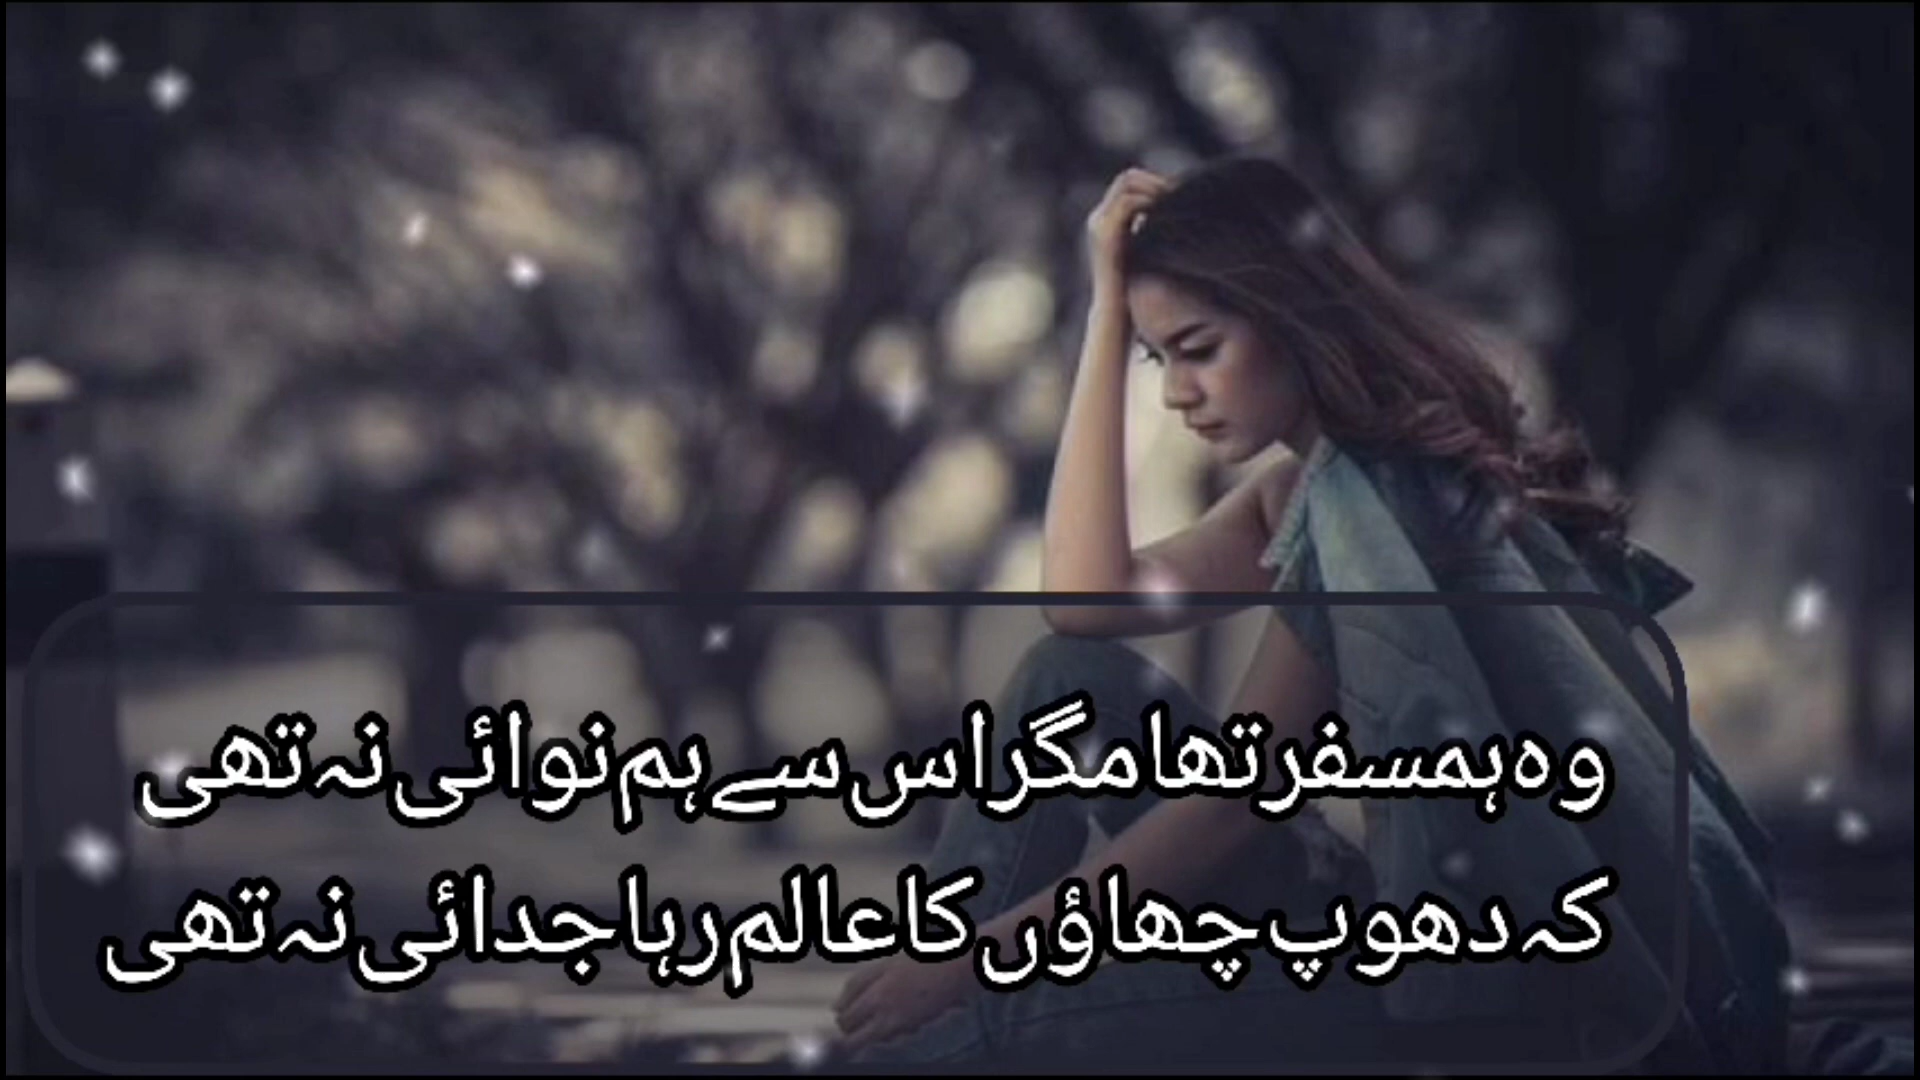 وہ ہمسفر تھا مگر اس سے ہم نوائی نہ تھی
کہ دھوپ چھاؤں کا عالم رہا جدائی نہ تھی